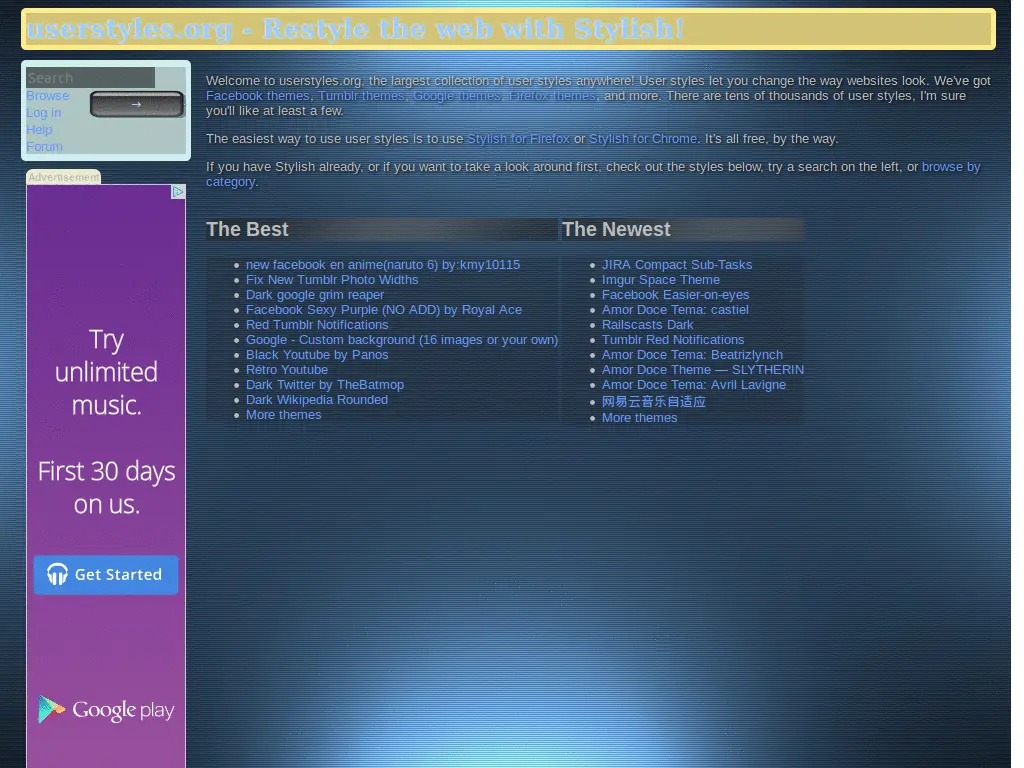 userstyles.org - Restyle the web with Stylish!
Search
→
Browse
Log in
Help
Forum
Advertisement
Try
unlimited
music.
First 30 days
on us.
Get Started
Google play
Welcome to userstyles.org, the largest collection of user styles anywhere! User styles let you change the way websites look. We've got
Facebook themes, Tumblr themes, Google themes, Firefox themes, and more. There are tens of thousands of user styles, I'm sure
you'll like at least a few.
The easiest way to use user styles is to use Stylish for Firefox or Stylish for Chrome. It's all free, by the way.
If you have Stylish already, or if you want to take a look around first, check out the styles below, try a search on the left, or browse by
category.
The Best
new facebook en anime(naruto 6) by:kmy10115
Fix New Tumblr Photo Widths
Dark google grim reaper
Facebook Sexy Purple (NO ADD) by Royal Ace
Red Tumblr Notifications
Google - Custom background (16 images or your own)
Black Youtube by Panos
Rétro Youtube
Dark Twitter by TheBatmop
Dark Wikipedia Rounded
More themes
The Newest
JIRA Compact Sub-Tasks
Imgur Space Theme
Facebook Easier-on-eyes
Amor Doce Tema: castiel
Railscasts Dark
Tumblr Red Notifications
Amor Doce Tema: Beatrizlynch
Amor Doce Theme — SLYTHERIN
Amor Doce Tema: Avril Lavigne
网易云音乐自适应
More themes